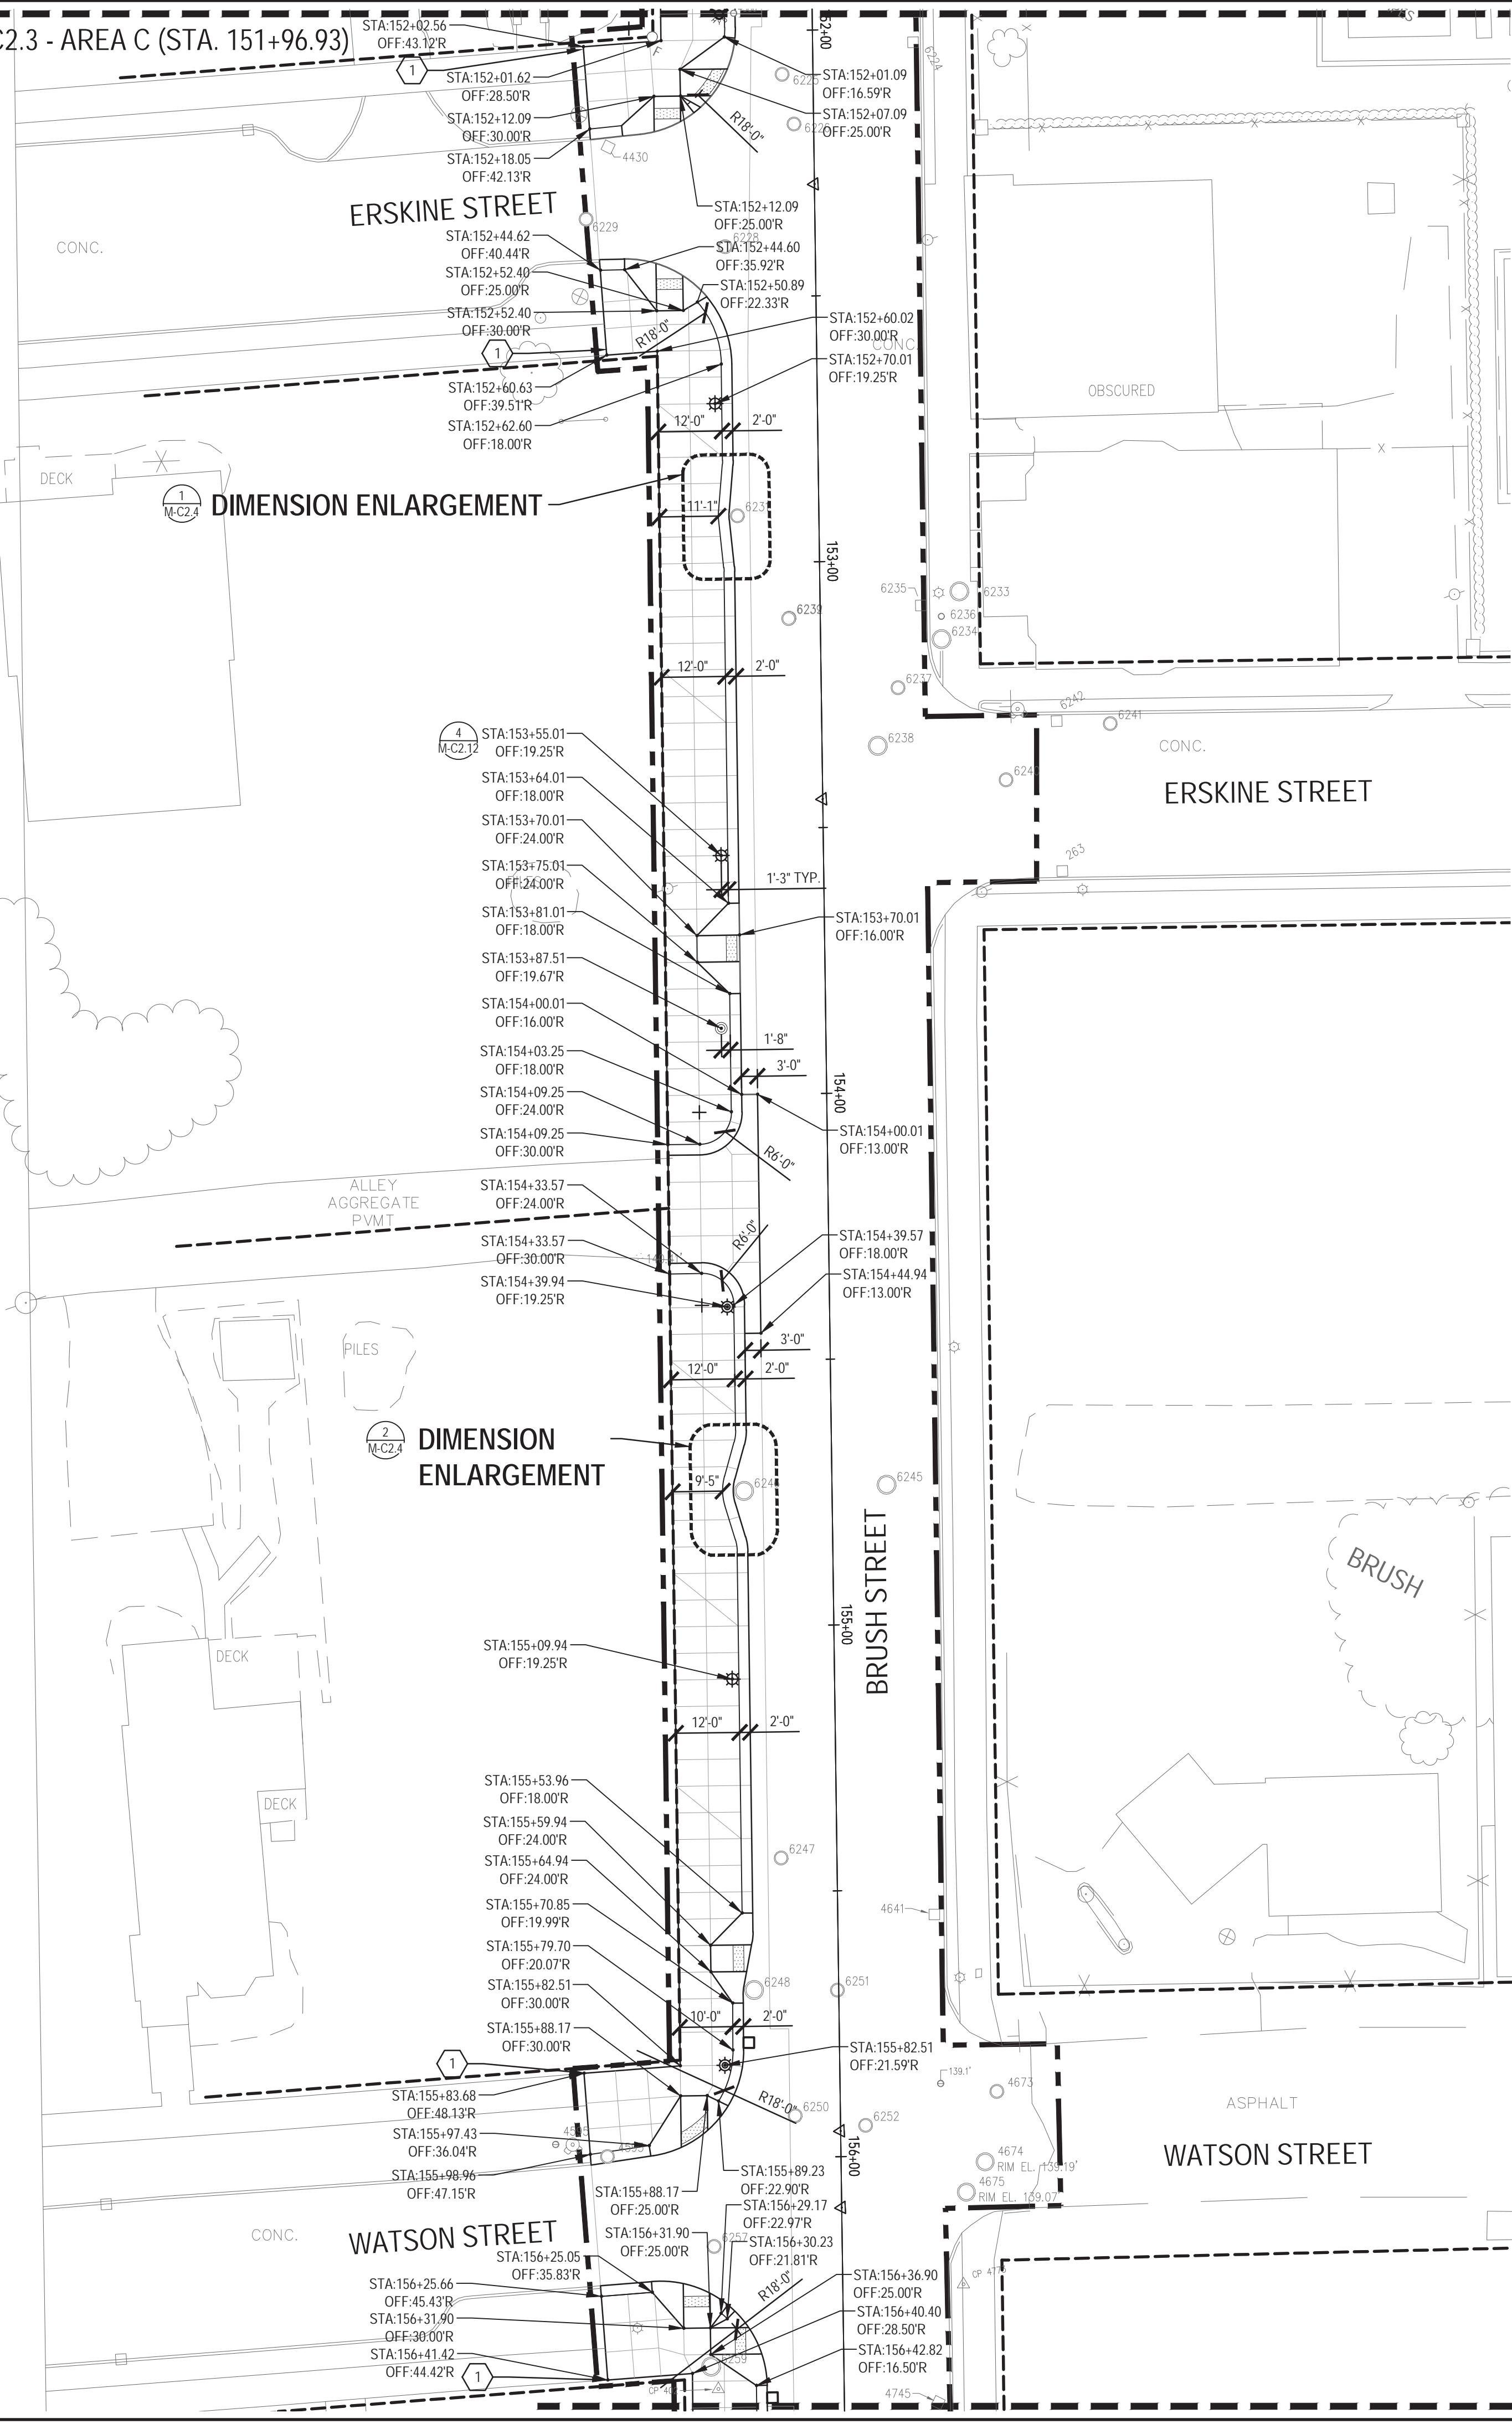 C2.3 - AREA C (STA. 151+96.93)
STA:152+02.56
OFF:43.12'R
1
STA:152+01.62
OFF:28.50'R
STA:152+12.09
OFF:30.00'R
STA:152+18.05
OFF:42.13'R
F
152+00
6225
6226
STA:152+01.09
OFF:16.59'R
STA:152+07.09
OFF:25.00'R
R18'-0"
4430
6224
ERSKINE STREET
CONC.
6229
STA:152+12.09
OFF:25.00'R
6228
STA:152+44.60
OFF:35.92'R
STA:152+50.89
OFF:22.33'R
STA:152+44.62
OFF:40.44'R
STA:152+52.40
OFF:25.00'R
STA:152+52.40
OFF:30.00'R
R18'-0"
1
STA:152+60.02
OFF:30.00'R
CONC.
STA:152+70.01
OFF:19.25'R
STA:152+60.63
OFF:39.51'R
STA:152+62.60
OFF:18.00'R
OBSCURED
12'-0"
2'-0"
DECK
1
M-C2.4
DIMENSION ENLARGEMENT
11'-1"
153+00
6232
6235
6233
6236
6234
12'-0"
2'-0"
6237
6242
6241
6238
CONC.
ERSKINE STREET
4
M-C2.12
STA:153+55.01
OFF:19.25'R
STA:153+64.01
OFF:18.00'R
STA:153+70.01
OFF:24.00'R
STA:153+75.01
OFF:24.00'R
STA:153+81.01
OFF:18.00'R
STA:153+87.51
OFF:19.67'R
STA:154+00.01
OFF:16.00'R
STA:154+03.25
OFF:18.00'R
STA:154+09.25
OFF:24.00'R
STA:154+09.25
OFF:30.00'R
263
1'-3" TYP.
STA:153+70.01
OFF:16.00'R
1'-8"
3'-0"
154+00
STA:154+00.01
OFF:13.00'R
R6'-0"
ALLEY
AGGREGATE
PVMT
STA:154+33.57
OFF:24.00'R
STA:154+33.57
OFF:30.00'R
STA:154+39.94
OFF:19.25'R
R6'-0"
STA:154+39.57
OFF:18.00'R
STA:154+44.94
OFF:13.00'R
3'-0"
PILES
12'-0"
2'-0"
2
M-C2.4
DIMENSION
ENLARGEMENT
9'-5"
6245
BRUSH STREET
BRUSH
155+00
DECK
STA:155+09.94
OFF:19.25'R
12'-0"
2'-0"
DECK
STA:155+53.96
OFF:18.00'R
STA:155+59.94
OFF:24.00'R
STA:155+64.94
OFF:24.00'R
STA:155+70.85
OFF:19.99'R
STA:155+79.70
OFF:20.07'R
STA:155+82.51
OFF:30.00'R
STA:155+88.17
OFF:30.00'R
6247
4641
6248
6251
10'-0"
2'-0"
STA:155+82.51
OFF:21.59'R
1
R18'-0"
6250
6252
139.1'
4673
ASPHALT
STA:155+83.68
OFF:48.13'R
STA:155+97.43
OFF:36.04'R
STA:155+98.96
OFF:47.15'R
156+00
4674
RIM EL. 139.19'
4675
RIM EL. 139.07'
WATSON STREET
STA:155+89.23
OFF:22.90'R
STA:155+88.17
OFF:25.00'R
STA:156+29.17
OFF:22.97'R
STA:156+31.90
OFF:25.00'R
6257
STA:156+30.23
OFF:21.81'R
CONC.
WATSON STREET
STA:156+25.05
OFF:35.83'R
STA:156+25.66
OFF:45.43'R
STA:156+31.90
OFF:30.00'R
STA:156+41.42
OFF:44.42'R
1
R18'-0"
STA:156+36.90
OFF:25.00'R
STA:156+40.40
OFF:28.50'R
STA:156+42.82
OFF:16.50'R
6259
4745